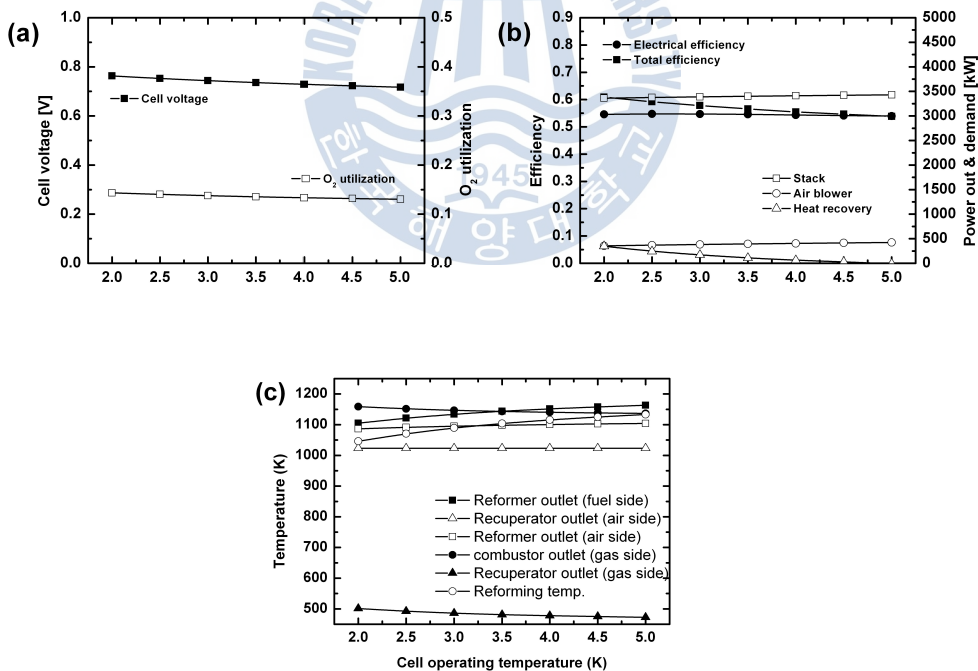 (a)
1.0
0.8
0.6
0.4
0.2
0.0
Cell voltage [V]
Cell voltage
O2 utilization
0.5
0.4
0.3
0.2
0.1
0.0
O2 utilization
2.0 2.5 3.0 3.5 4.0 4.5 5.0
(b)
0.9
0.8
0.7
0.6
0.5
0.4
0.3
0.2
0.1
0.0
Efficiency
Electrical efficiency
Total efficiency
Stack
Air blower
Heat recovery
5000
4500
4000
3500
3000
2500
2000
1500
1000
500
0
Power out & demand [kW]
2.0 2.5 3.0 3.5 4.0 4.5 5.0
1945
해양대학교
(c)
1200
1100
1000
900
800
700
600
500
Temperature (K)
Reformer outlet (fuel side)
Recuperator outlet (air side)
Reformer outlet (air side)
combustor outlet (gas side)
Recuperator outlet (gas side)
Reforming temp.
2.0 2.5 3.0 3.5 4.0 4.5 5.0
Cell operating temperature (K)